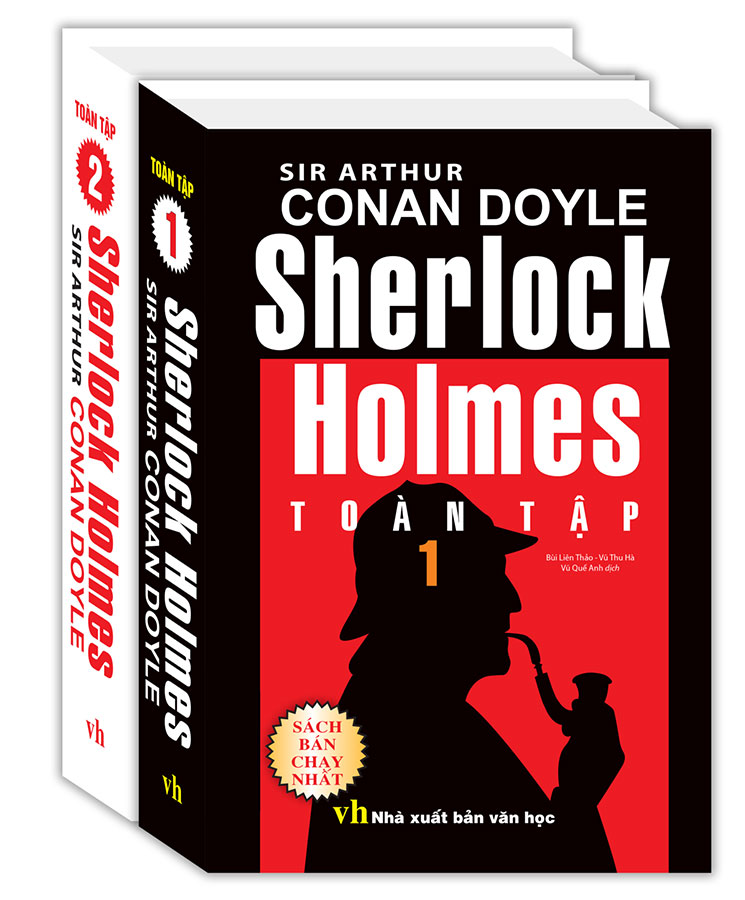 TOÀN TẬP
2
Sherlock Holmes
SIR ARTHUR CONAN DOYLE
vh
TOÀN TẬP
1
Sherlock Holmes
SIR ARTHUR CONAN DOYLE
vh
SIR ARTHUR
CONAN DOYLE
Sherlock
Holmes
TOÀN TẬP
1
Bùi Liên Thảo - Vũ Thu Hà
Vũ Quế Anh dịch
SÁCH
BÁN
CHẠY
NHẤT
vh Nhà xuất bản văn học